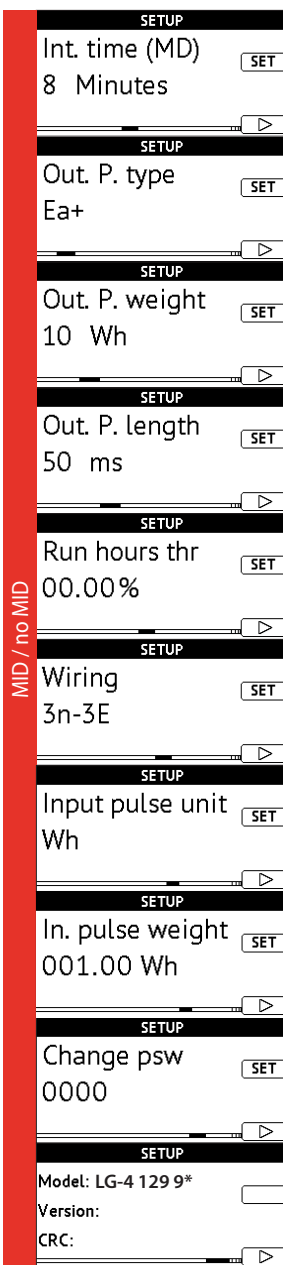 SETUP
Int. time (MD)
SET
8 Minutes
SETUP
Out. P. type
SET
Ea+
SETUP
Out. P. weight
SET
10 Wh
SETUP
Out. P. length
SET
50 ms
SETUP
Run hours thr
SET
00.00%
MID / no MID
SETUP
Wiring
SET
3n-3E
SETUP
Input pulse unit
SET
Wh
SETUP
In. pulse weight
SET
001.00 Wh
SETUP
Change psw
SET
0000
SETUP
Model: LG-4 129 9*
Version:
CRC: